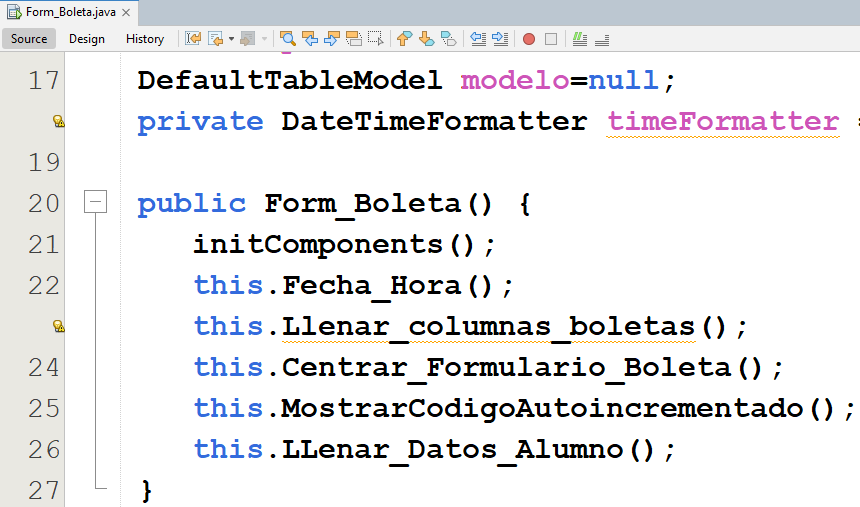 Form_Boleta.java
Source Design History
17 DefaultTableModel modelo=null;
private DateTimeFormatter timeFormatter =
19
20 public Form_Boleta() {
21 initComponents();
22 this.Fecha_Hora();
this.Llenar_columnas_boletas();
24 this.Centrar_Formulario_Boleta();
25 this.MostrarCodigoAutoincrementado();
26 this.LLenar_Datos_Alumno();
27 }